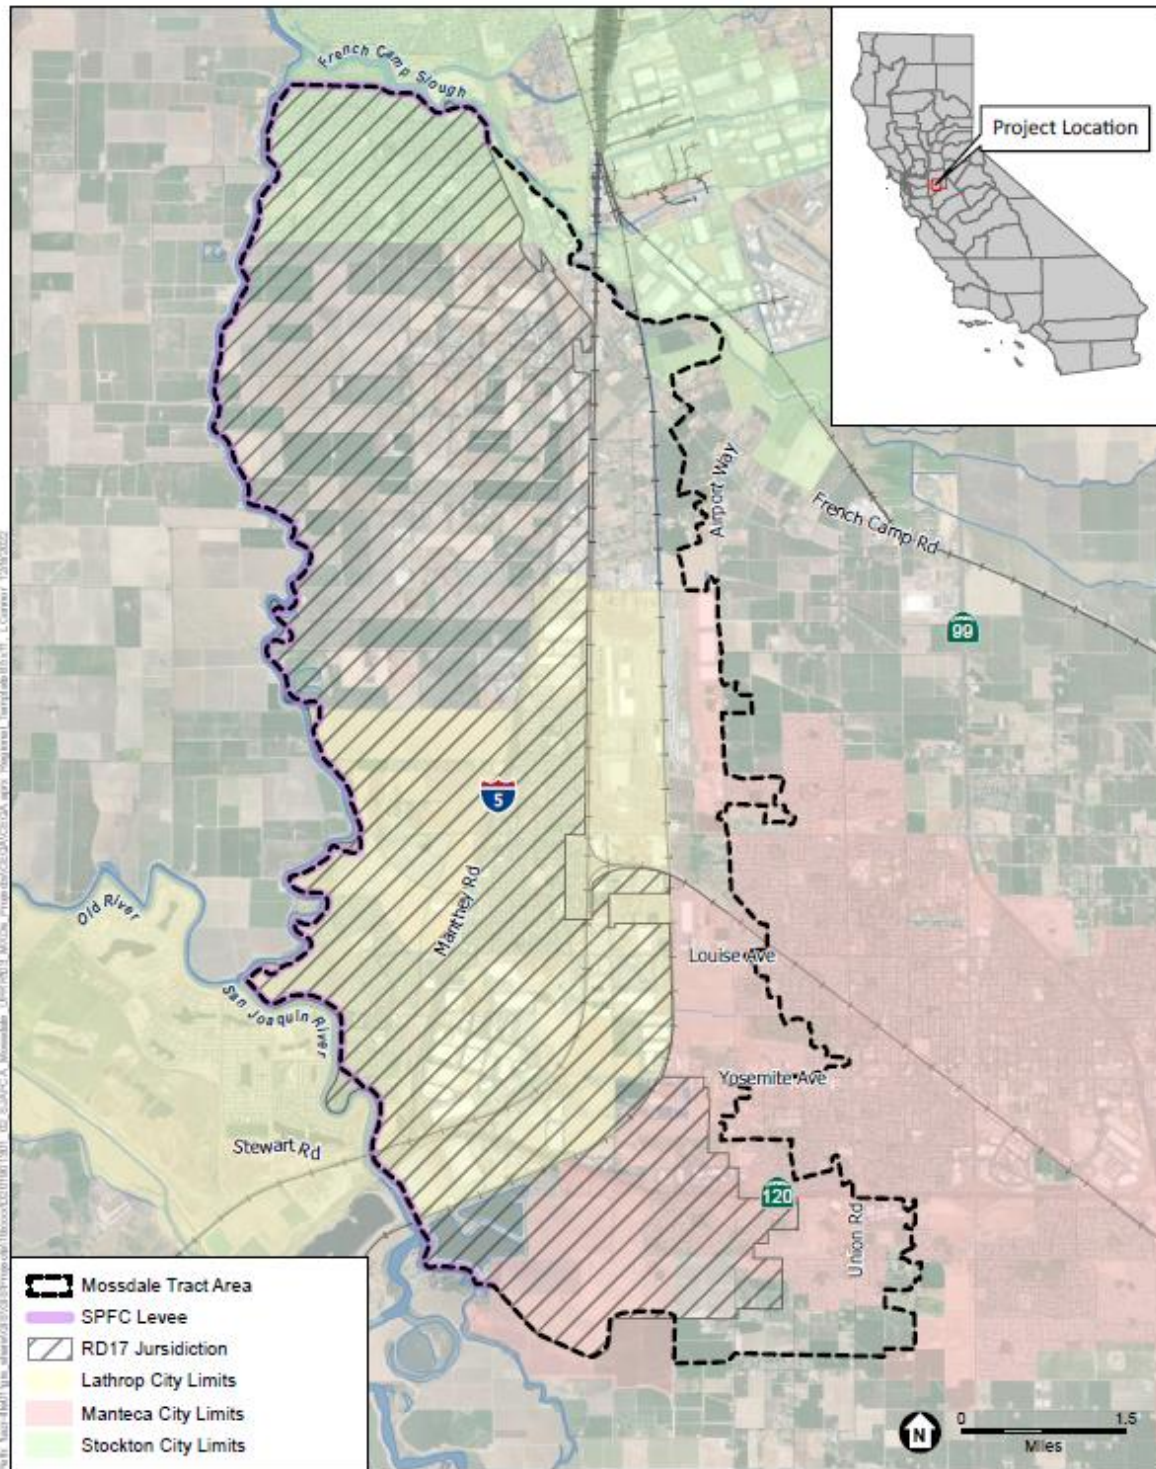 French Camp Slough
Project Location
Airport Way
French Camp Rd
99
5
Manthey Rd
Old River
San Joaquin River
Louise Ave
Yosemite Ave
Stewart Rd
120
Union Rd
Mossdale Tract Area
SPFC Levee
RD17 Jursidiction
Lathrop City Limits
Manteca City Limits
Stockton City Limits
N
0 1.5
Miles